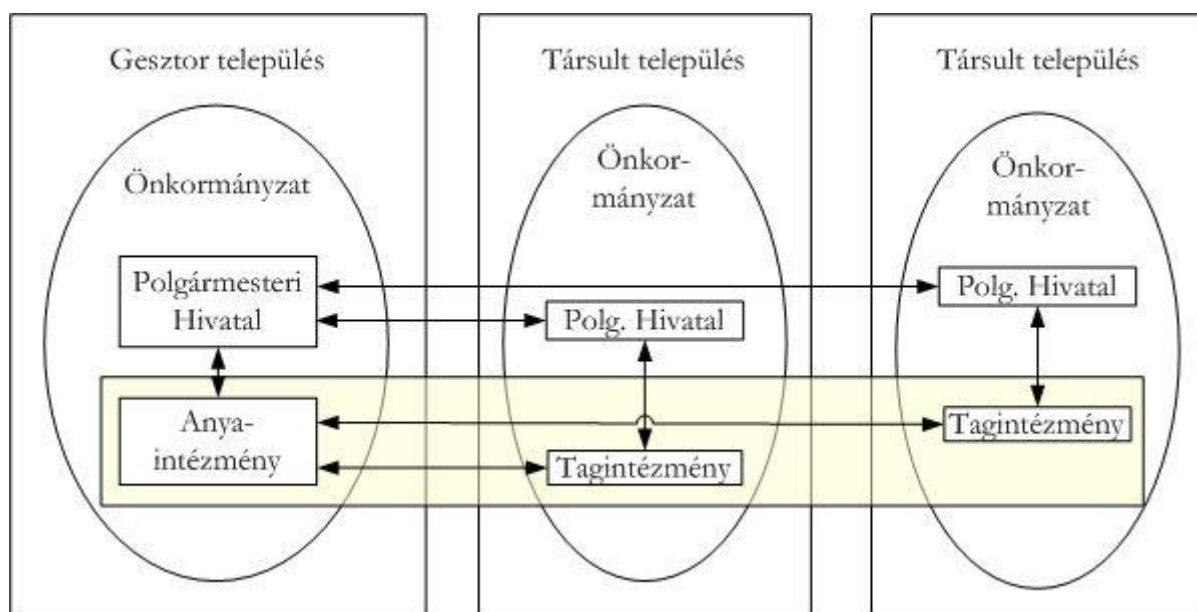 Gesztor település
Önkormányzat
Polgármesteri
Hivatal
Anya-
intézmény
Társult település
Önkor-
mányzat
Polg. Hivatal
Tagintézmény
Társult település
Önkor-
mányzat
Polg. Hivatal
Tagintézmény